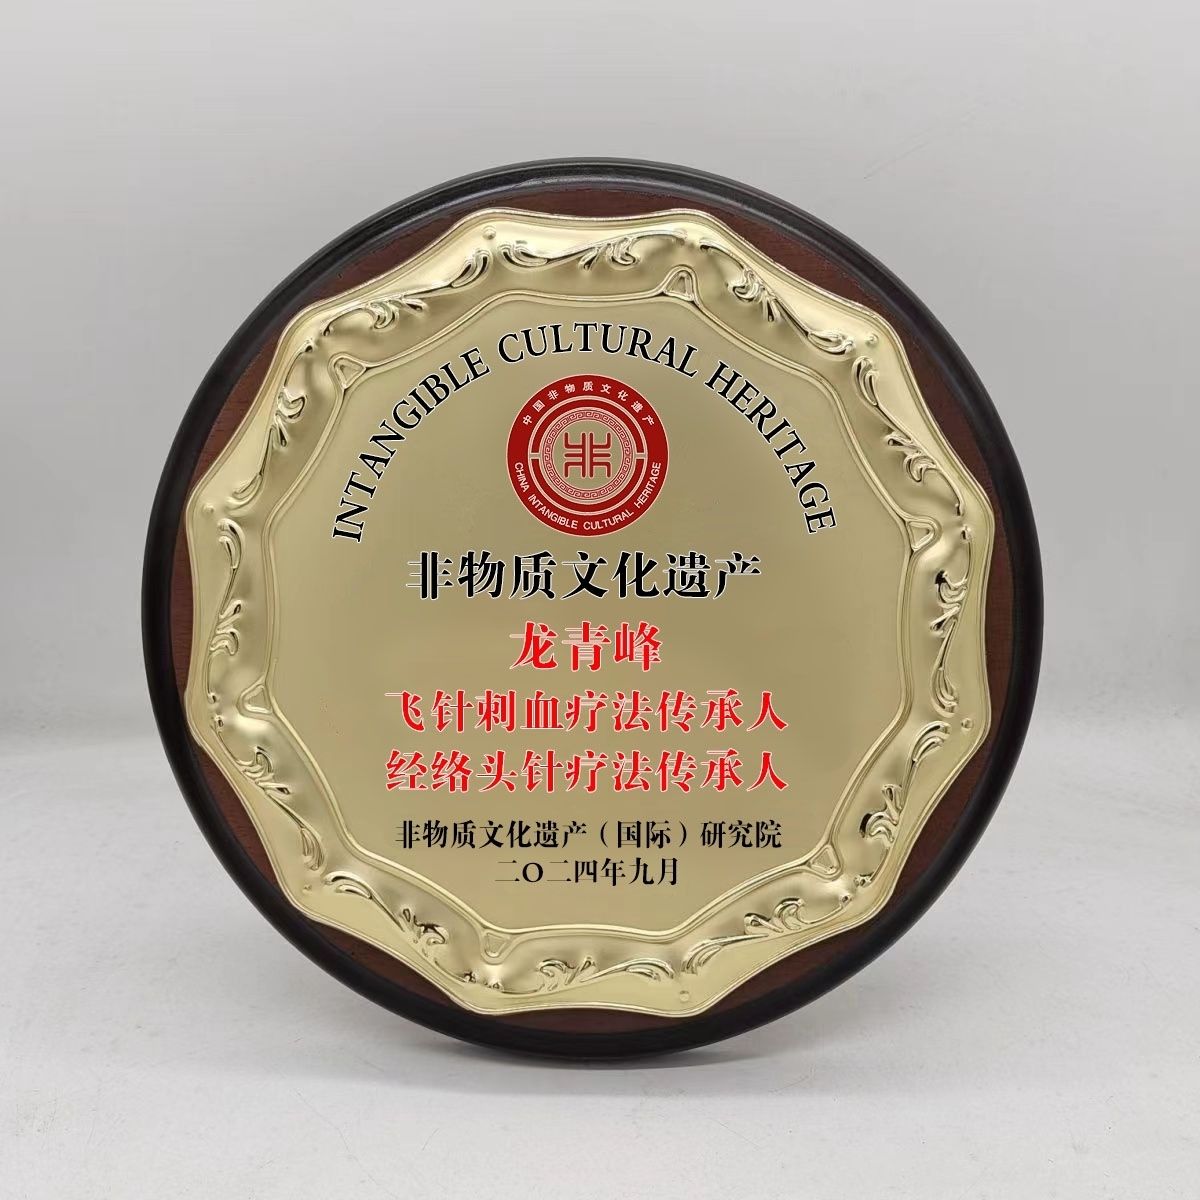 INTANGIBLE CULTURAL HERITAGE
中国非物质文化遗产
CHINA INTANGIBLE CULTURAL HERITAGE
非物质文化遗产
龙青峰
飞针刺血疗法传承人
经络头针疗法传承人
非物质文化遗产（国际）研究院
二〇二四年九月